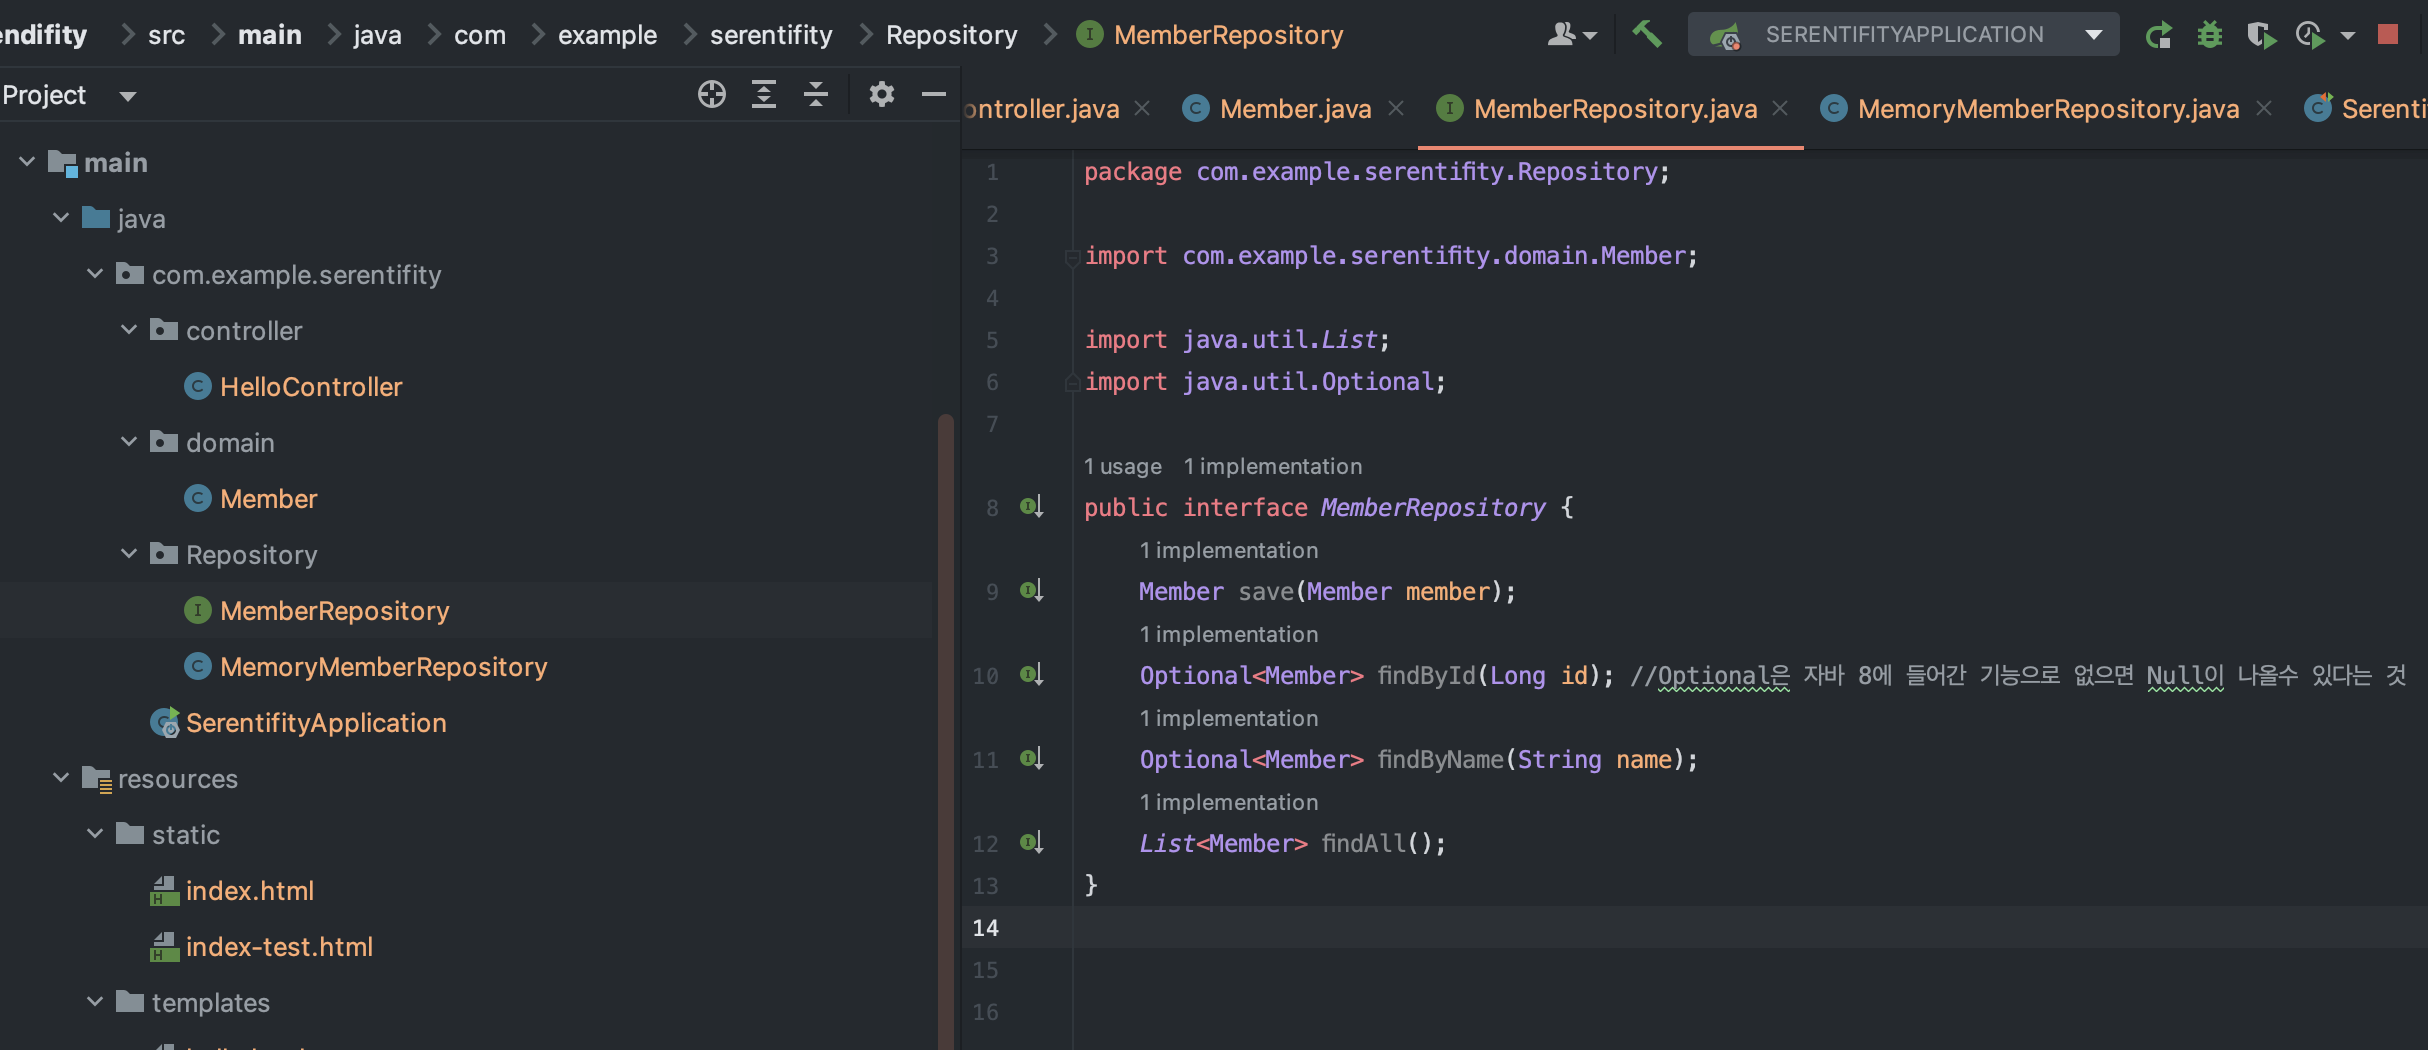 endifity src main java com example serentifity Repository MemberRepository SERENTIFITYAPPLICATION
Project
main
java
com.example.serentifity
controller
HelloController
domain
Member
Repository
MemberRepository
MemoryMemberRepository
SerentifityApplication
resources
static
index.html
index-test.html
templates
ontroller.java Member.java MemberRepository.java MemoryMemberRepository.java Serentif
1 package com.example.serentifity.Repository;
2
3 import com.example.serentifity.domain.Member;
4
5 import java.util.List;
6 import java.util.Optional;
7
1 usage 1 implementation
8 public interface MemberRepository {
1 implementation
9 Member save(Member member);
1 implementation
10 Optional<Member> findById(Long id); //Optional은 자바 8에 들어간 기능으로 없으면 Null이 나올수 있다는 것
1 implementation
11 Optional<Member> findByName(String name);
1 implementation
12 List<Member> findAll();
13 }
14
15
16